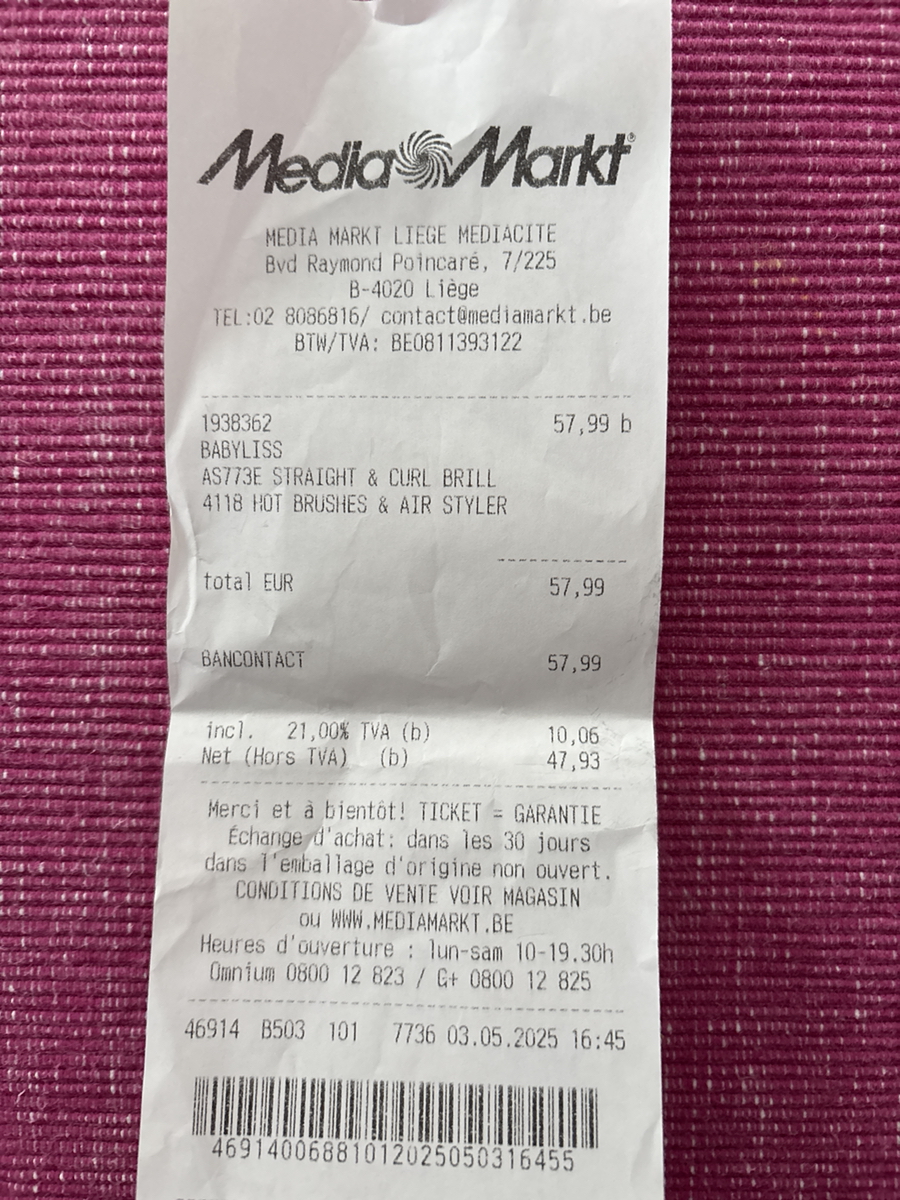 Media Markt®
MEDIA MARKT LIEGE MEDIACITE
Bvd Raymond Poincaré, 7/225
B-4020 Liège
TEL:02 8086816/ contact@mediamarkt.be
BTW/TVA: BE0811393122
1938362 57,99 b
BABYLISS
AS773E STRAIGHT & CURL BRILL
4118 HOT BRUSHES & AIR STYLER
total EUR 57,99
BANCONTACT 57,99
incl. 21,00% TVA (b) 10,06
Net (Hors TVA) (b) 47,93
Merci et à bientôt! TICKET = GARANTIE
Échange d'achat: dans les 30 jours
dans l'emballage d'origine non ouvert.
CONDITIONS DE VENTE VOIR MAGASIN
ou WWW.MEDIAMARKT.BE
Heures d'ouverture : lun-sam 10-19.30h
Omnium 0800 12 823 / G+ 0800 12 825
46914 B503 101 7736 03.05.2025 16:45
4691400688101202505031645​5